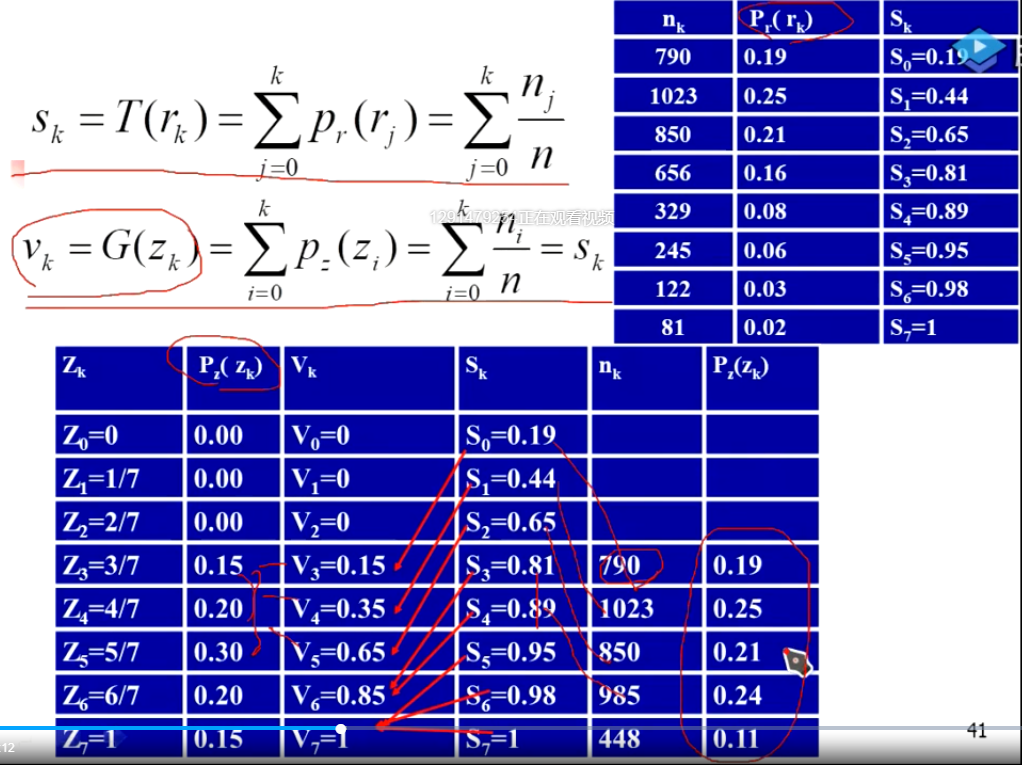 n_k P_r( r_k) S_k
790 0.19 S_0=0.19
1023 0.25 S_1=0.44
850 0.21 S_2=0.65
656 0.16 S_3=0.81
329 0.08 S_4=0.89
245 0.06 S_5=0.95
122 0.03 S_6=0.98
81 0.02 S_7=1
s_k = T(r_k) = ∑_{j=0}^{k} p_r(r_j) = ∑_{j=0}^{k} n_j/n
正在观看视频
v_k = G(z_k) = ∑_{i=0}^{k} p_z(z_i) = ∑_{i=0}^{k} n_i/n = s_k
Z_k P_z( z_k) V_k S_k n_k P_z(z_k)
Z_0=0 0.00 V_0=0 S_0=0.19
Z_1=1/7 0.00 V_1=0 S_1=0.44
Z_2=2/7 0.00 V_2=0 S_2=0.65
Z_3=3/7 0.15 V_3=0.15 S_3=0.81 790 0.19
Z_4=4/7 0.20 V_4=0.35 S_4=0.89 1023 0.25
Z_5=5/7 0.30 V_5=0.65 S_5=0.95 850 0.21
Z_6=6/7 0.20 V_6=0.85 S_6=0.98 985 0.24
Z_7=1 0.15 V_7=1 S_7=1 448 0.11
41
:12